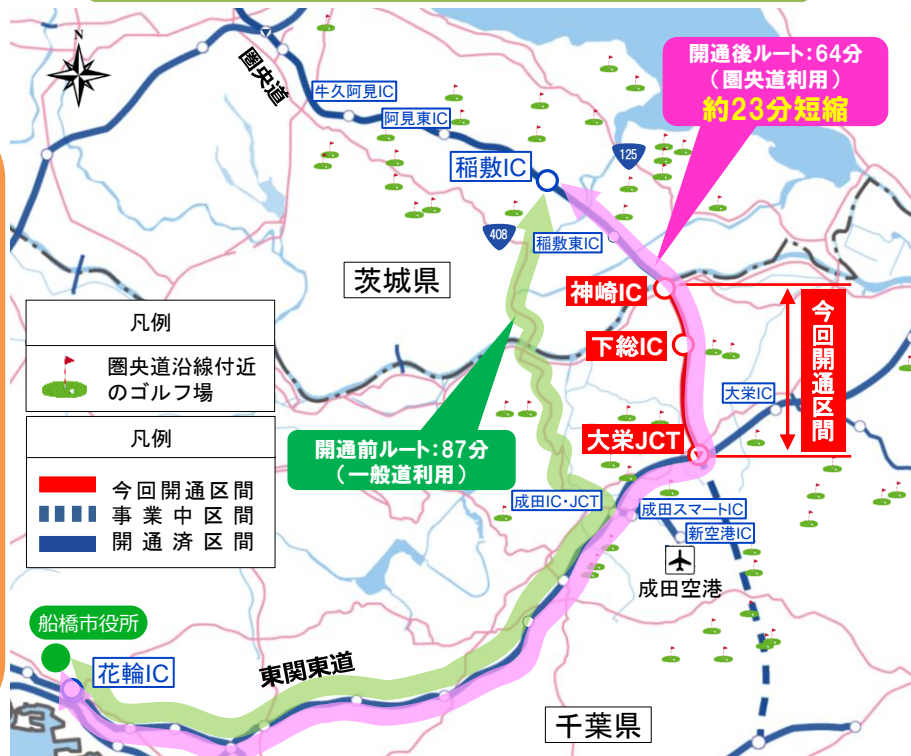 N
圏央道
牛久阿見IC
阿見東IC
稲敷IC
125
408
稲敷東IC
開通後ルート:64分
(圏央道利用)
約23分短縮
茨城県
神崎IC
下総IC
大栄JCT
今回開通区間
大栄IC
凡例
圏央道沿線付近
のゴルフ場
凡例
今回開通区間
事業中区間
開通済区間
開通前ルート:87分
(一般道利用)
成田IC・JCT
成田スマートIC
新空港IC
成田空港
船橋市役所
花輪IC
東関東道
千葉県